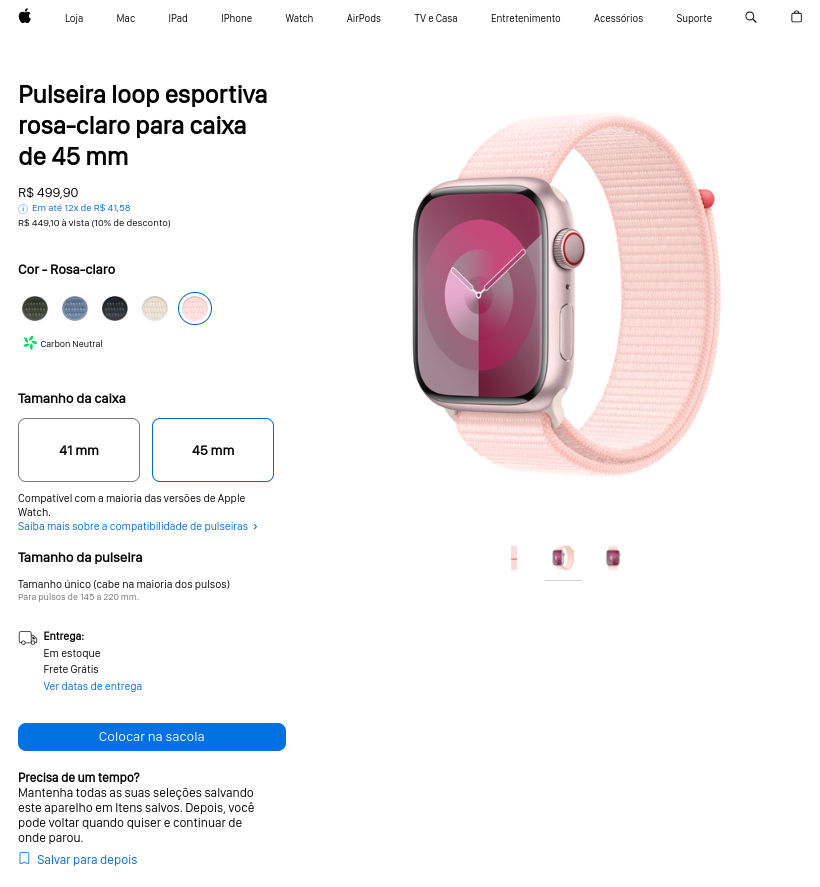 Loja Mac IPad IPhone Watch AirPods TV e Casa Entretenimento Acessórios Suporte
Pulseira loop esportiva
rosa-claro para caixa
de 45 mm
R$ 499,90
Em até 12x de R$ 41,58
R$ 449,10 à vista (10% de desconto)
Cor - Rosa-claro
Carbon Neutral
Tamanho da caixa
41 mm 45 mm
Compatível com a maioria das versões de Apple
Watch.
Saiba mais sobre a compatibilidade de pulseiras
Tamanho da pulseira
Tamanho único (cabe na maioria dos pulsos)
Para pulsos de 145 a 220 mm.
Entrega:
Em estoque
Frete Grátis
Ver datas de entrega
Colocar na sacola
Precisa de um tempo?
Mantenha todas as suas seleções salvando
este aparelho em Itens salvos. Depois, você
pode voltar quando quiser e continuar de
onde parou.
Salvar para depois